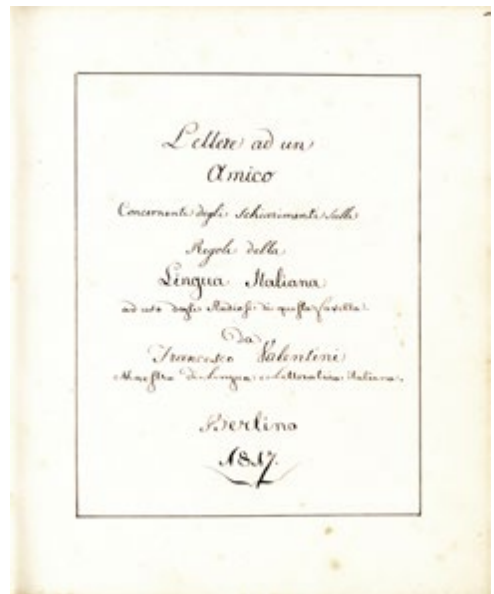 Lettere ad un
Amico
Concernenti degli schiarimenti sulle
Regole della
Lingua Italiana
ad uso degli Studiosi di questa favella
da
Francesco Valentini
Maestro di Lingua e Letteratura italiana.
Berlino
1817.